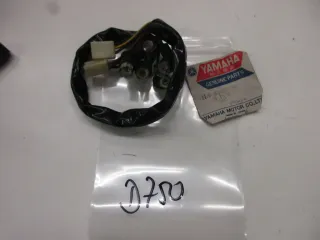 YAMAHA
GENUINE PARTS
YAMAHA MOTOR CO., LTD.
D750